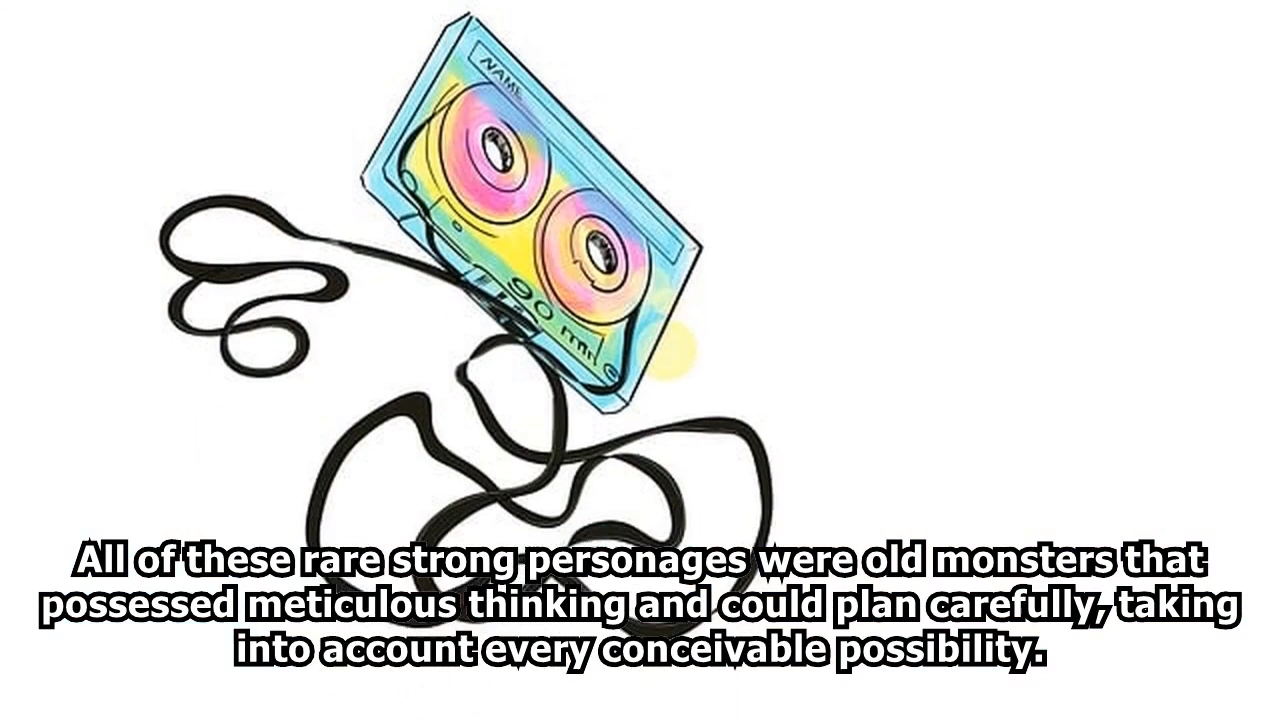 NAME
90 min
All of these rare strong personages were old monsters that
possessed meticulous thinking and could plan carefully, taking
into account every conceivable possibility.